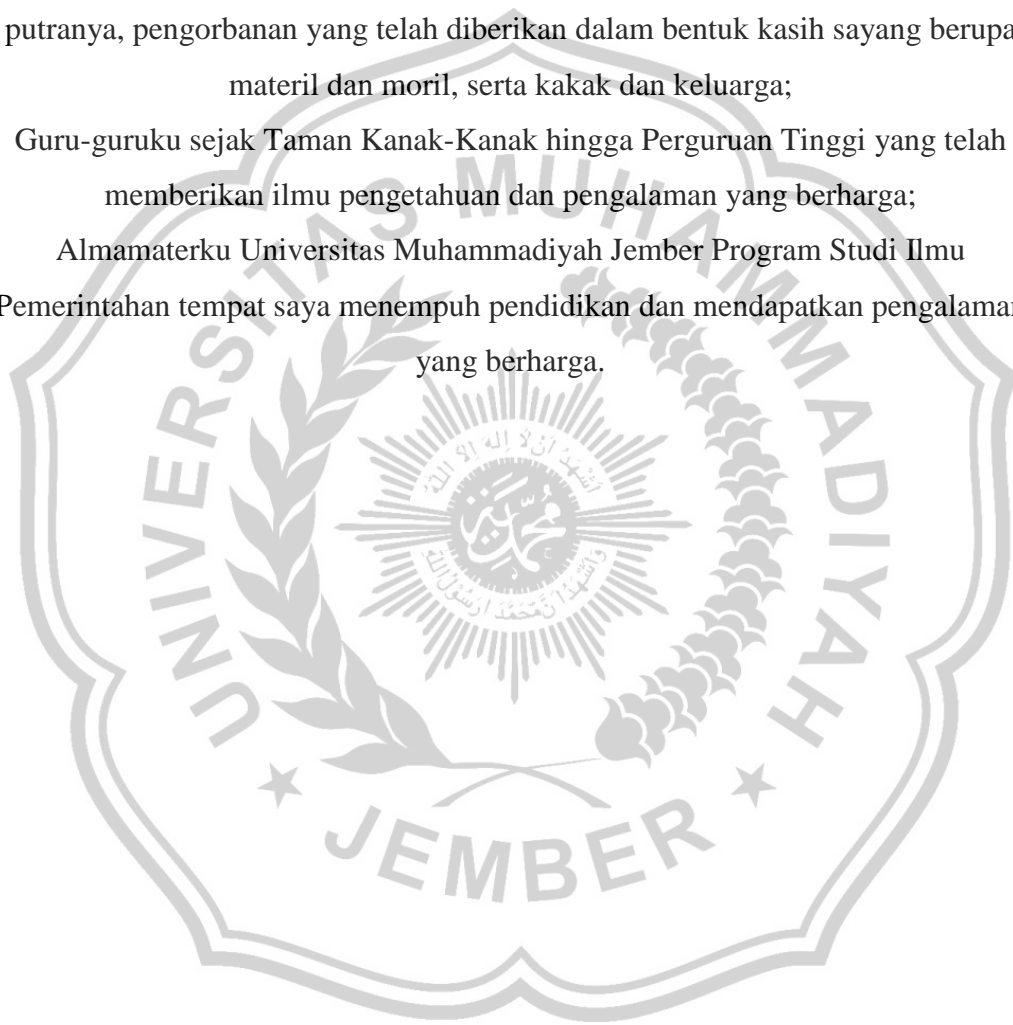 putranya, pengorbanan yang telah diberikan dalam bentuk kasih sayang berupa
materil dan moril, serta kakak dan keluarga;
Guru-guruku sejak Taman Kanak-Kanak hingga Perguruan Tinggi yang telah
memberikan ilmu pengetahuan dan pengalaman yang berharga;
Almamaterku Universitas Muhammadiyah Jember Program Studi Ilmu
Pemerintahan tempat saya menempuh pendidikan dan mendapatkan pengalaman
yang berharga.
UNIVERSITAS MUHAMMADIYAH
JEMBER